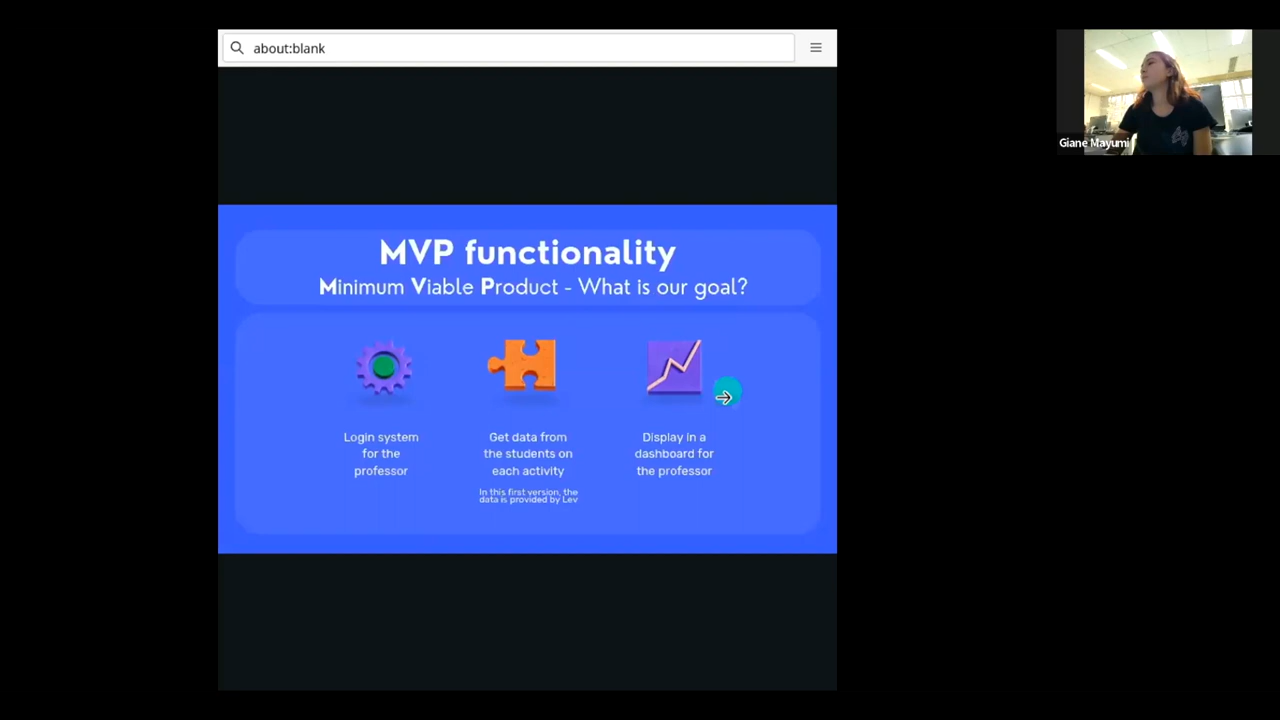 about:blank
Giane Mayumi
MVP functionality
Minimum Viable Product - What is our goal?
Login system
for the
professor
Get data from
the students on
each activity
In this first version, the
data is provided by Lev
Display in a
dashboard for
the professor